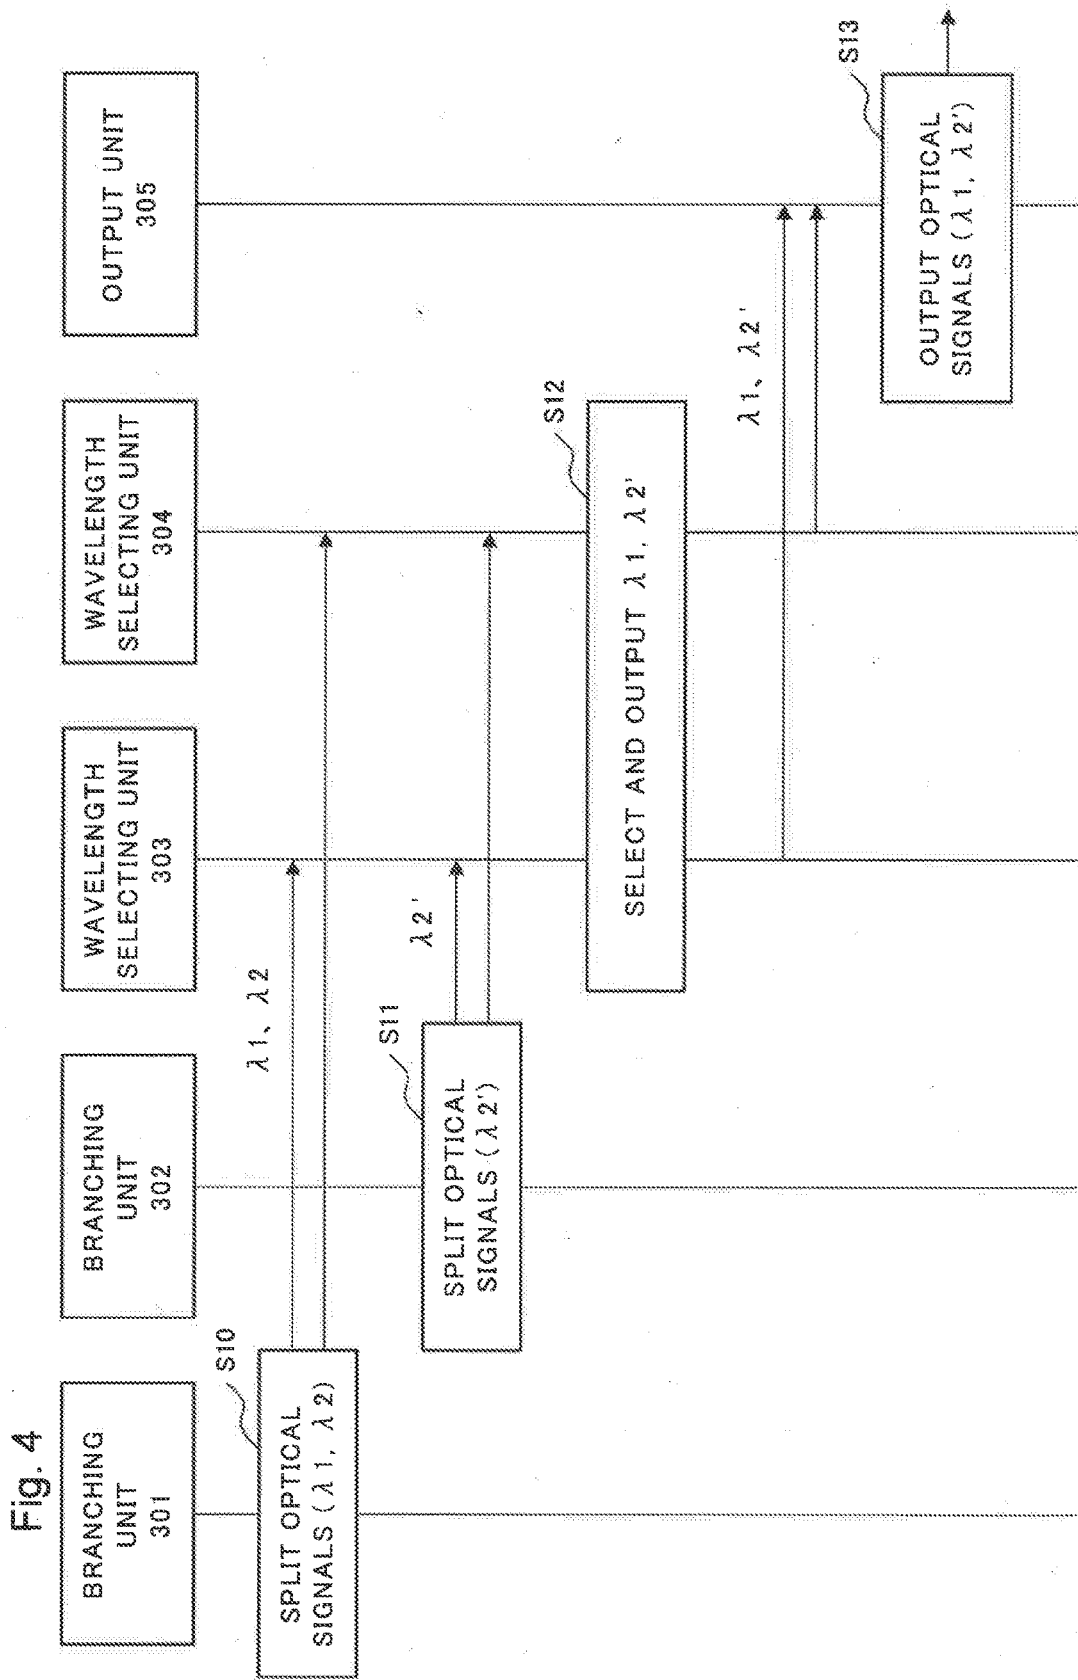 Fig. 4
BRANCHING
UNIT
301
BRANCHING
UNIT
302
WAVELENGTH
SELECTING UNIT
303
WAVELENGTH
SELECTING UNIT
304
OUTPUT UNIT
305
S10
SPLIT OPTICAL
SIGNALS (λ1, λ2)
λ1、λ2
S11
SPLIT OPTICAL
SIGNALS (λ2')
λ2'
S12
SELECT AND OUTPUT λ1, λ2'
λ1、λ2'
S13
OUTPUT OPTICAL
SIGNALS (λ1, λ2')